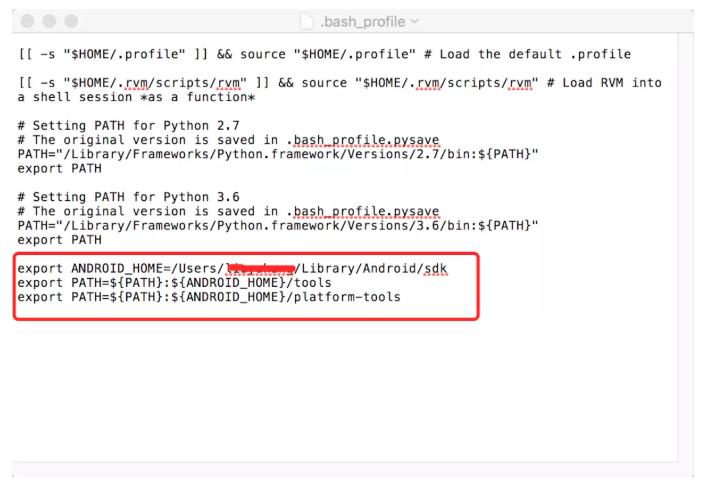 .bash_profile
[[ -s "$HOME/.profile" ]] && source "$HOME/.profile" # Load the default .profile
[[ -s "$HOME/.rvm/scripts/rvm" ]] && source "$HOME/.rvm/scripts/rvm" # Load RVM into
a shell session *as a function*
# Setting PATH for Python 2.7
# The original version is saved in .bash_profile.pysave
PATH="/Library/Frameworks/Python.framework/Versions/2.7/bin:${PATH}"
export PATH
# Setting PATH for Python 3.6
# The original version is saved in .bash_profile.pysave
PATH="/Library/Frameworks/Python.framework/Versions/3.6/bin:${PATH}"
export PATH
export ANDROID_HOME=/Users/ /Library/Android/sdk
export PATH=${PATH}:${ANDROID_HOME}/tools
export PATH=${PATH}:${ANDROID_HOME}/platform-tools